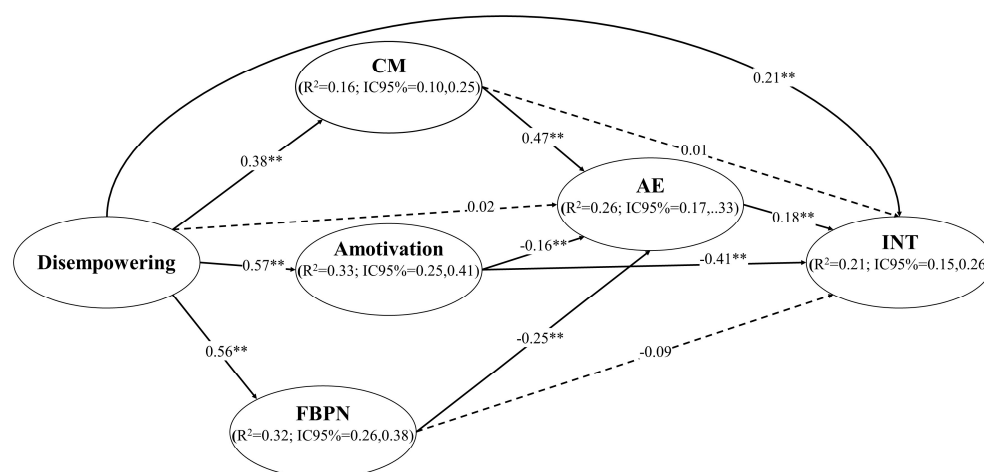 CM
(R²=0.16; IC95%=0.10,0.25)
0.21**
0.47**
0.38**
0.01
AE
(R²=0.26; IC95%=0.17,..33)
0.02
0.18**
Amotivation
(R²=0.33; IC95%=0.25,0.41)
-0.16**
INT
(R²=0.21; IC95%=0.15,0.26
Disempowering
0.57**
-0.41**
-0.25**
0.56**
-0.09
FBPN
(R²=0.32; IC95%=0.26,0.38)